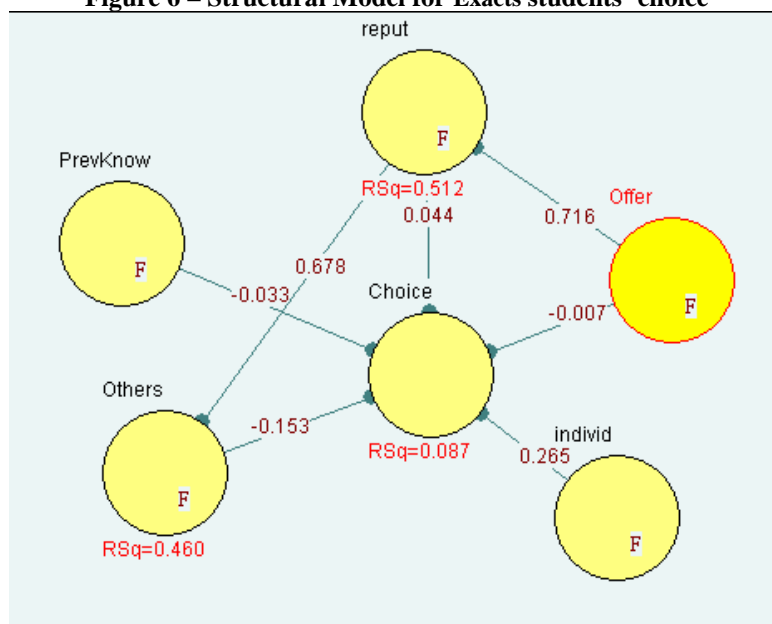 Figure 6 – Structural Model for Exacts students' choice
reput
F
RSq=0.512
PrevKnow
F
Offer
F
0.716
0.044
0.678
-0.033
Choice
-0.007
RSq=0.087
Others
F
RSq=0.460
-0.153
individ
F
0.265